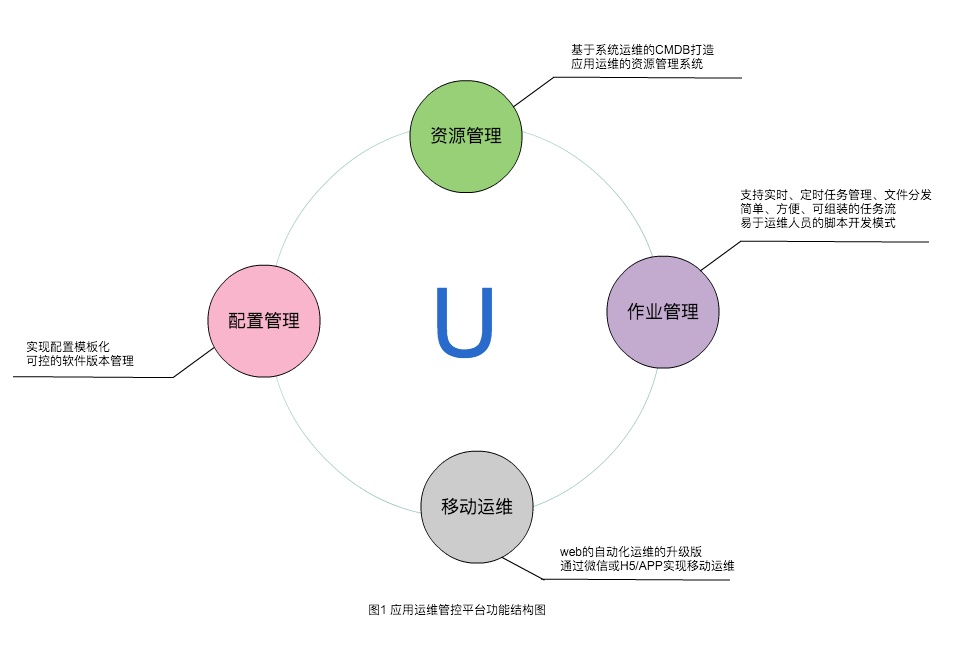 基于系统运维的CMDB打造
应用运维的资源管理系统
资源管理
支持实时、定时任务管理、文件分发
简单、方便、可组装的任务流
易于运维人员的脚本开发模式
作业管理
U
配置管理
实现配置模板化
可控的软件版本管理
移动运维
web的自动化运维的升级版
通过微信或H5/APP实现移动运维
图1 应用运维管控平台功能结构图